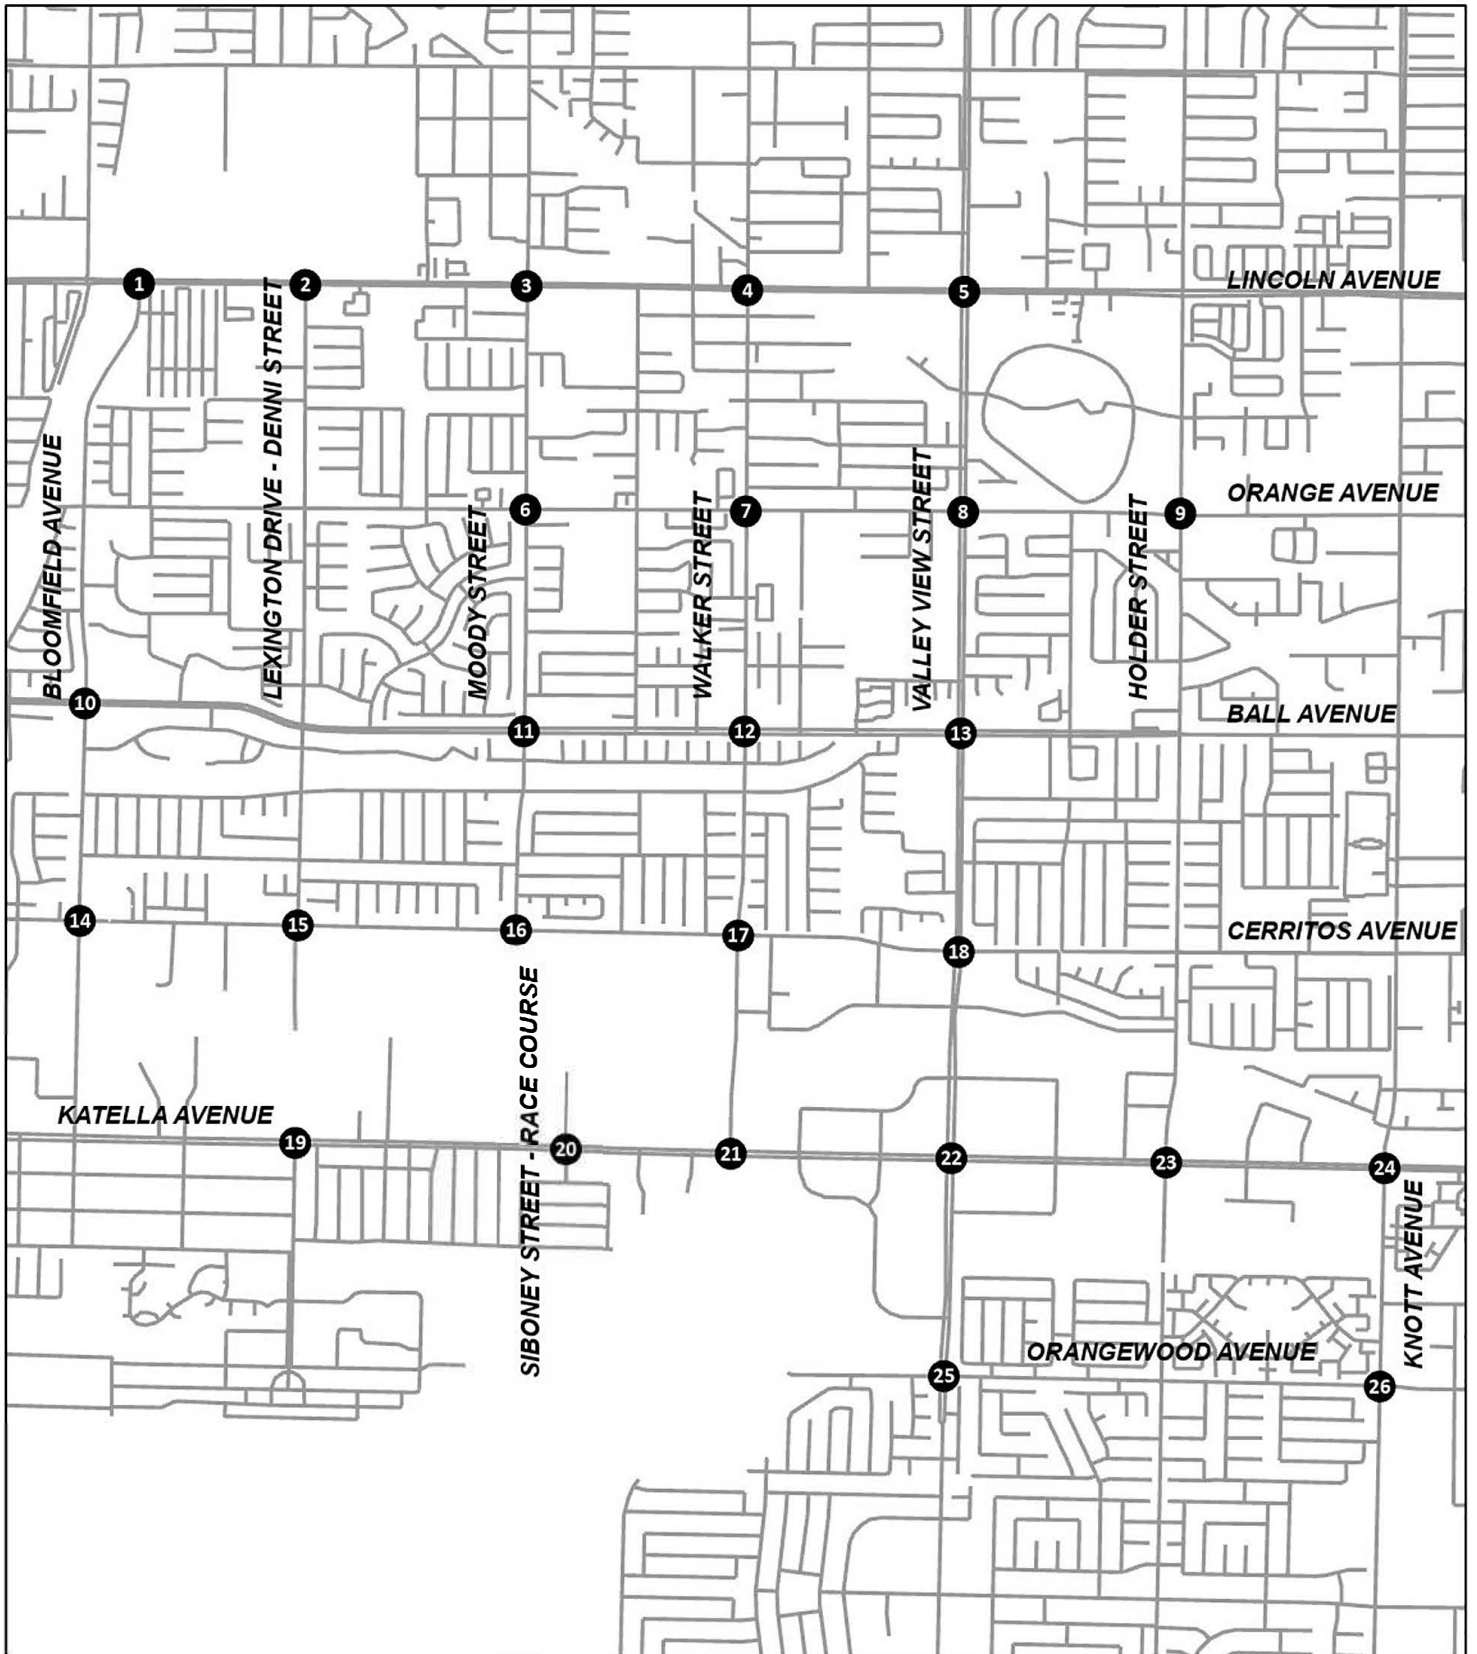 1
2
3
4
5
LINCOLN AVENUE
BLOOMFIELD AVENUE
LEXINGTON DRIVE - DENNI STREET
MOODY STREET
WALKER STREET
VALLEY VIEW STREET
HOLDER STREET
ORANGE AVENUE
6
7
8
9
10
11
12
13
BALL AVENUE
14
15
16
17
18
CERRITOS AVENUE
SIBONEY STREET - RACE COURSE
KATELLA AVENUE
19
20
21
22
23
24
KNOTT AVENUE
ORANGEWOOD AVENUE
25
26